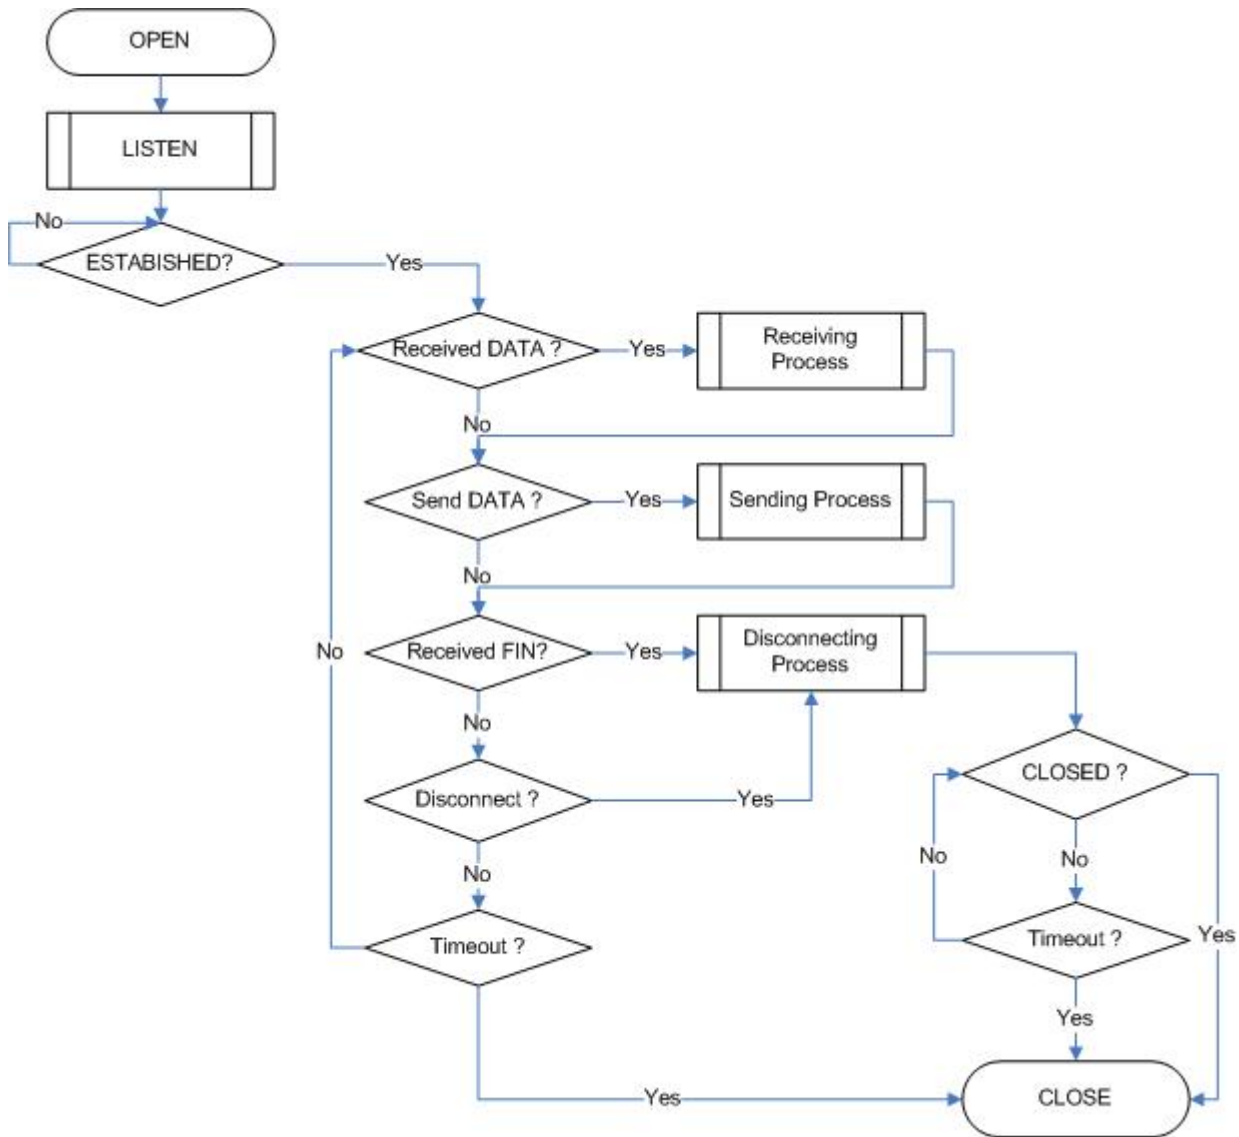 OPEN
LISTEN
No
ESTABISHED?
Yes
Received DATA ?
Yes
Receiving
Process
No
Send DATA ?
Yes
Sending Process
No
No
Received FIN?
Yes
Disconnecting
Process
No
Disconnect ?
Yes
CLOSED ?
No
No
No
Timeout ?
Timeout ?
Yes
Yes
Yes
CLOSE